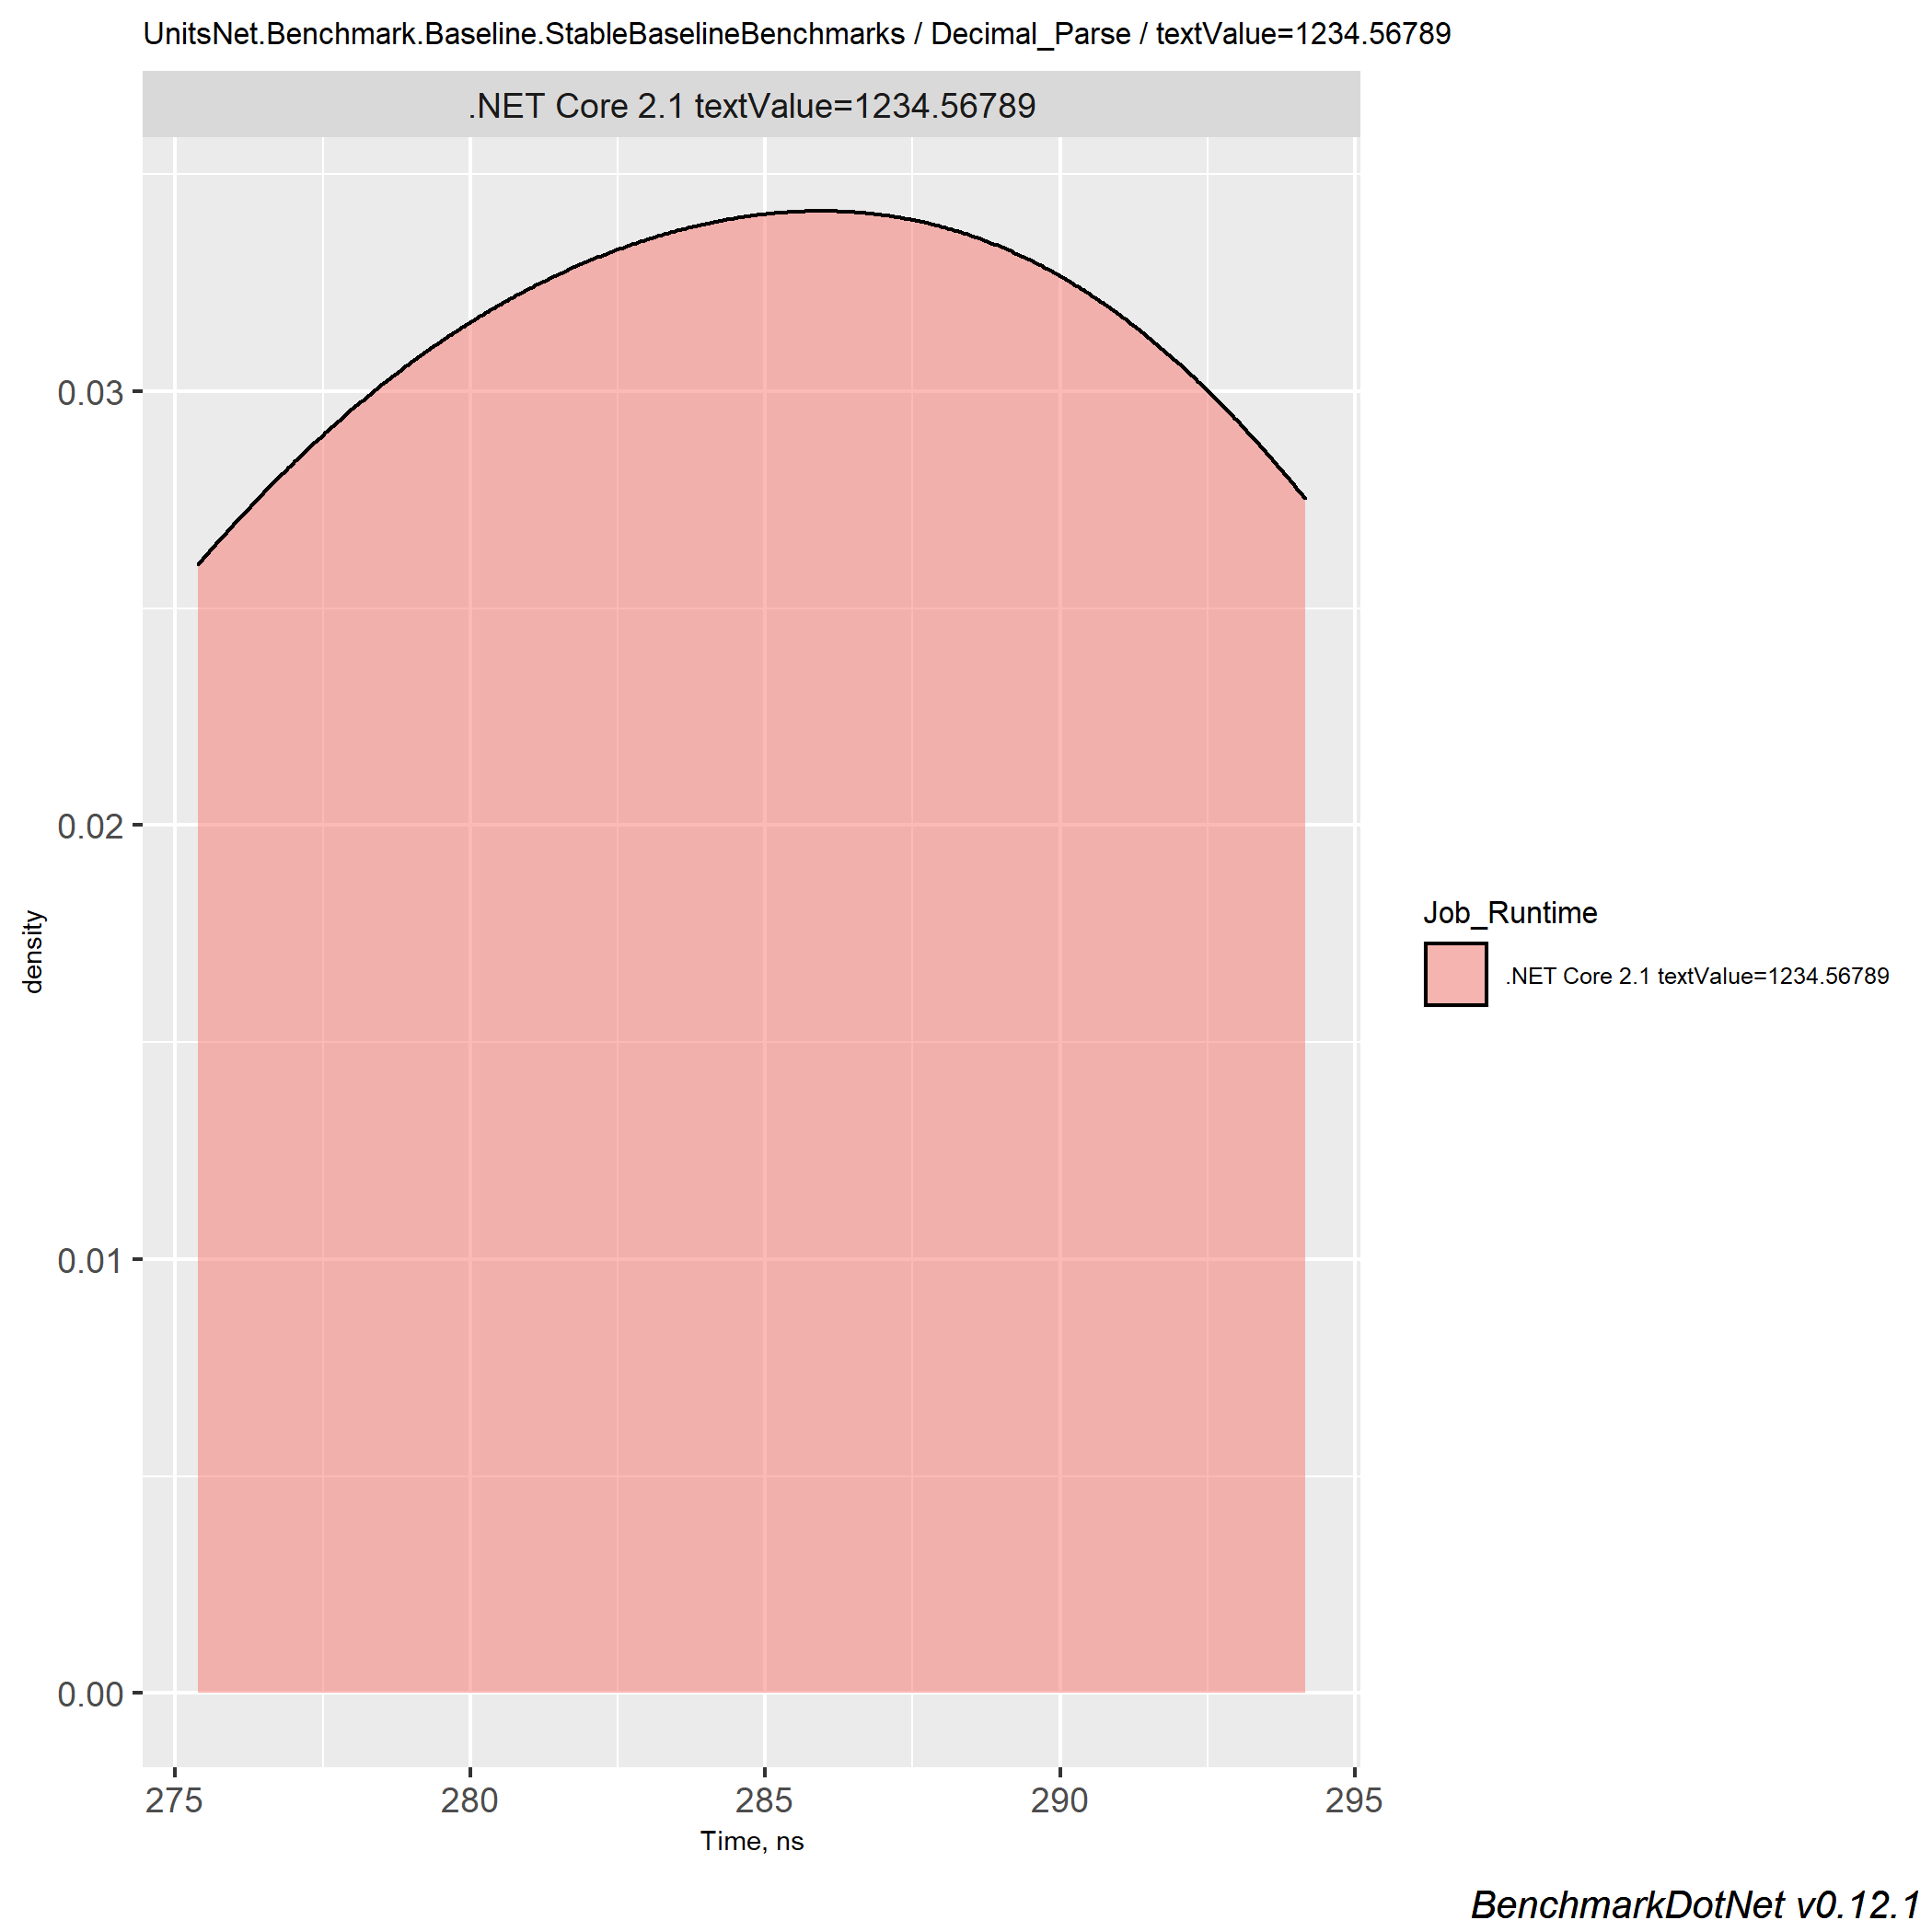 UnitsNet.Benchmark.Baseline.StableBaselineBenchmarks / Decimal_Parse / textValue=1234.56789
.NET Core 2.1 textValue=1234.56789
0.03
0.02
0.01
0.00
density
275 280 285 290 295
Time, ns
Job_Runtime
.NET Core 2.1 textValue=1234.56789
BenchmarkDotNet v0.12.1